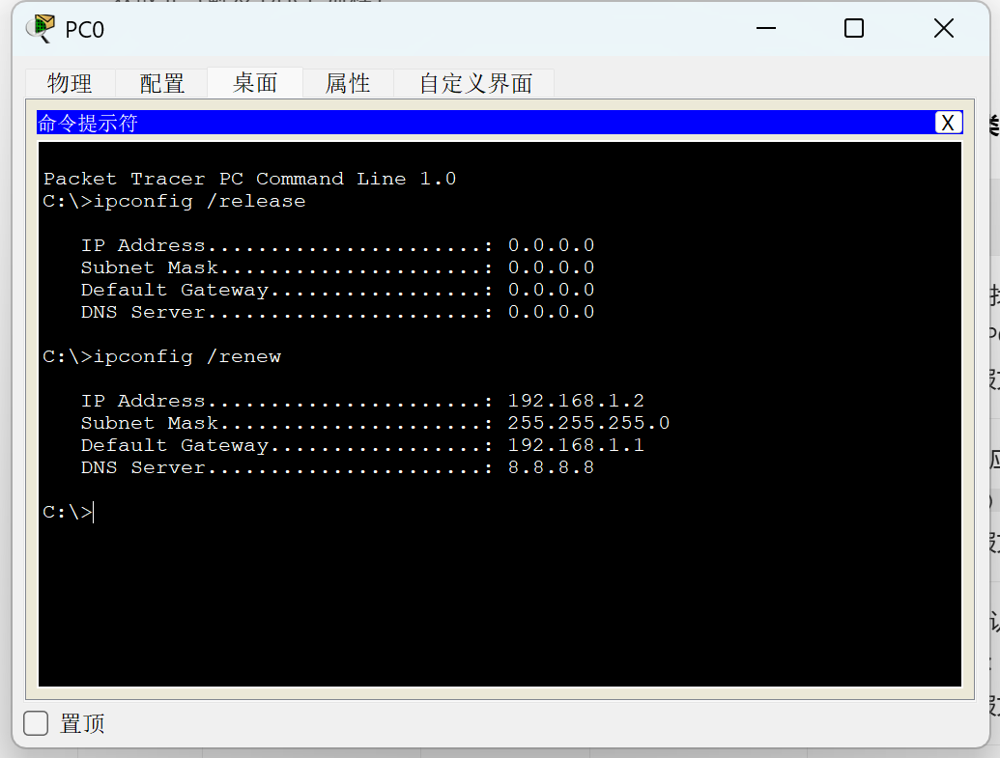 PC0
物理 配置 桌面 属性 自定义界面
命令提示符 X
Packet Tracer PC Command Line 1.0
C:\>ipconfig /release
IP Address......................: 0.0.0.0
Subnet Mask.....................: 0.0.0.0
Default Gateway.................: 0.0.0.0
DNS Server......................: 0.0.0.0
C:\>ipconfig /renew
IP Address......................: 192.168.1.2
Subnet Mask.....................: 255.255.255.0
Default Gateway.................: 192.168.1.1
DNS Server......................: 8.8.8.8
C:\>
置顶